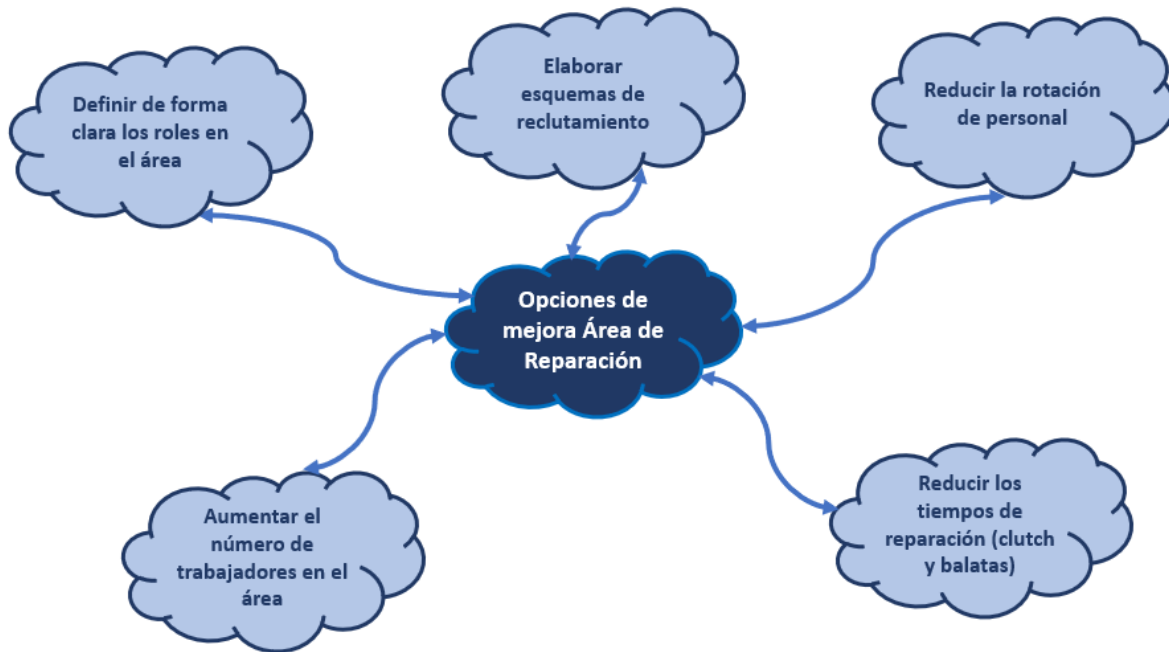 Definir de forma
clara los roles en
el área
Elaborar
esquemas de
reclutamiento
Reducir la rotación
de personal
Opciones de
mejora Área de
Reparación
Aumentar el
número de
trabajadores en el
área
Reducir los
tiempos de
reparación (clutch
y balatas)